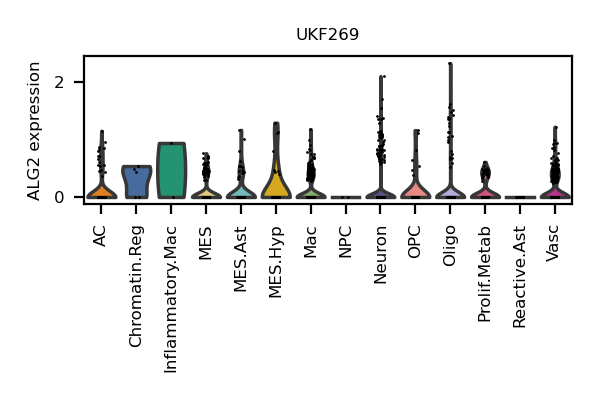 UKF269
ALG2 expression
2
0
AC
Chromatin.Reg
Inflammatory.Mac
MES
MES.Ast
MES.Hyp
Mac
NPC
Neuron
OPC
Oligo
Prolif.Metab
Reactive.Ast
Vasc